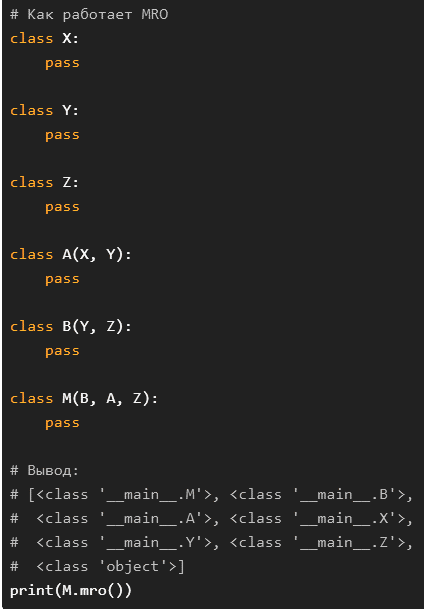 # Как работает MRO
class X:
    pass

class Y:
    pass

class Z:
    pass

class A(X, Y):
    pass

class B(Y, Z):
    pass

class M(B, A, Z):
    pass

# Вывод:
# [<class '__main__.M'>, <class '__main__.B'>,
#  <class '__main__.A'>, <class '__main__.X'>,
#  <class '__main__.Y'>, <class '__main__.Z'>,
#  <class 'object'>]
print(M.mro())